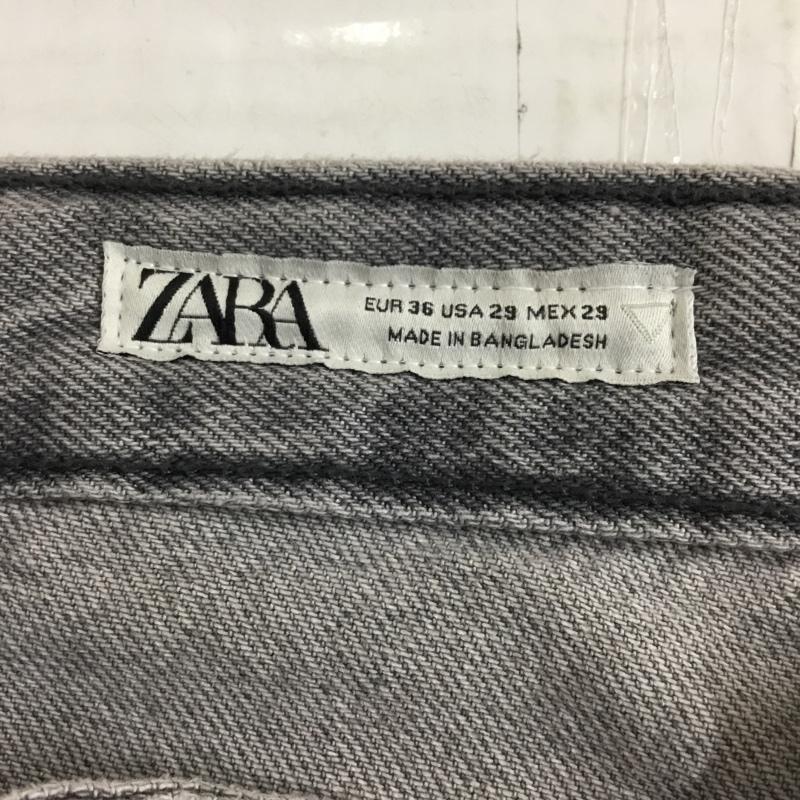 ZARA
EUR 36 USA 29 MEX 29
MADE IN BANGLADESH